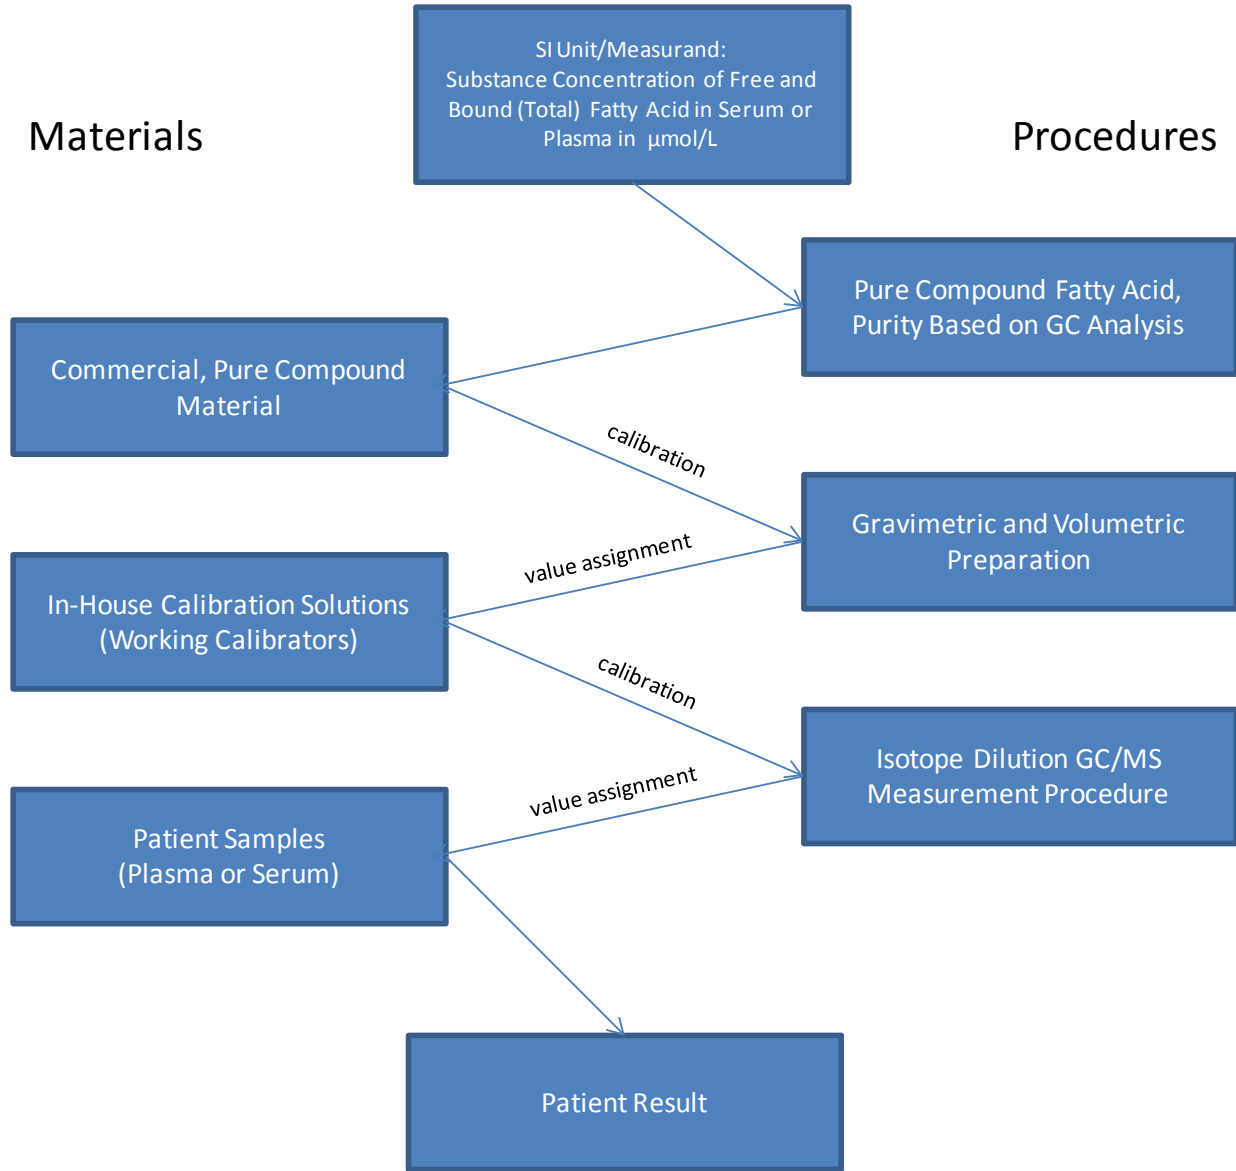 SI Unit/Measurand:
Substance Concentration of Free and
Bound (Total) Fatty Acid in Serum or
Plasma in µmol/L
Materials
Procedures
Pure Compound Fatty Acid,
Purity Based on GC Analysis
Commercial, Pure Compound
Material
calibration
Gravimetric and Volumetric
Preparation
value assignment
In-House Calibration Solutions
(Working Calibrators)
calibration
Isotope Dilution GC/MS
Measurement Procedure
value assignment
Patient Samples
(Plasma or Serum)
Patient Result